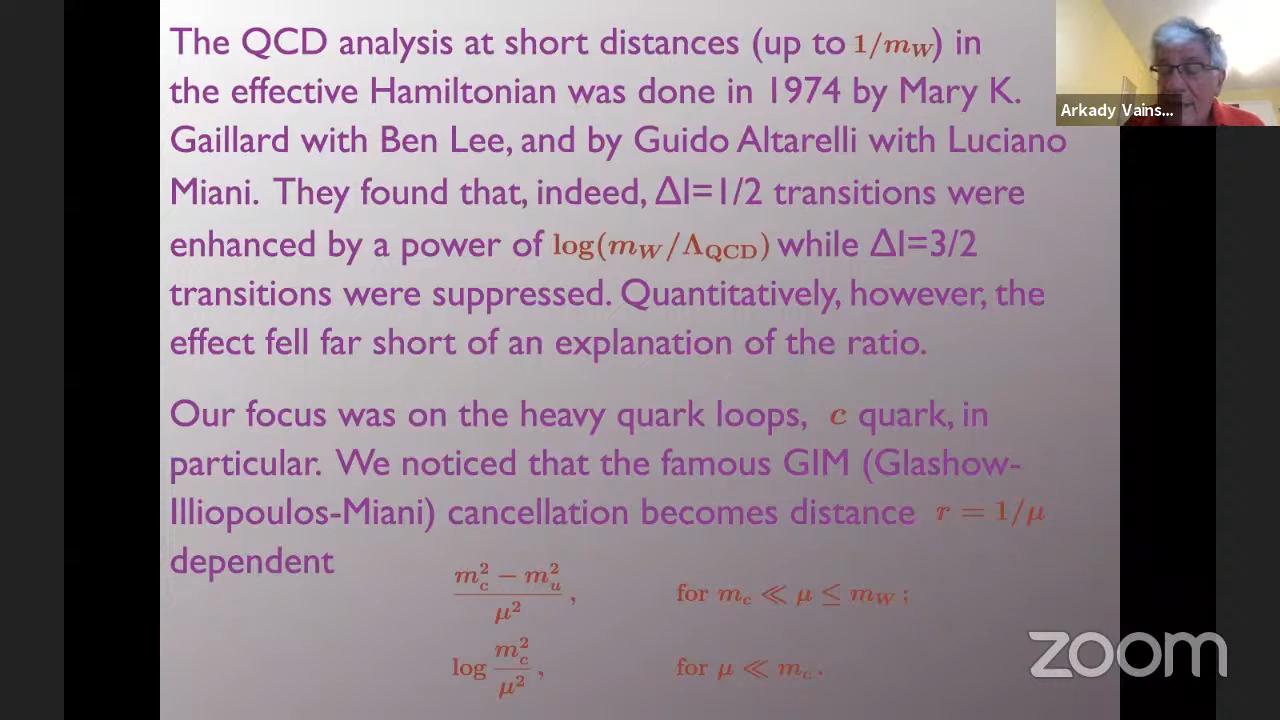 The QCD analysis at short distances (up to 1/m_W) in
the effective Hamiltonian was done in 1974 by Mary K.
Gaillard with Ben Lee, and by Guido Altarelli with Luciano
Miani. They found that, indeed, ΔI=1/2 transitions were
enhanced by a power of log(m_W/Λ_QCD) while ΔI=3/2
transitions were suppressed. Quantitatively, however, the
effect fell far short of an explanation of the ratio.
Our focus was on the heavy quark loops, c quark, in
particular. We noticed that the famous GIM (Glashow-
Illiopoulos-Miani) cancellation becomes distance r = 1/μ
dependent
(m_c^2 − m_u^2)/μ^2 , for m_c ≪ μ ≤ m_W ;
log m_c^2/μ^2 , for μ ≪ m_c .
Arkady Vains...
zoom